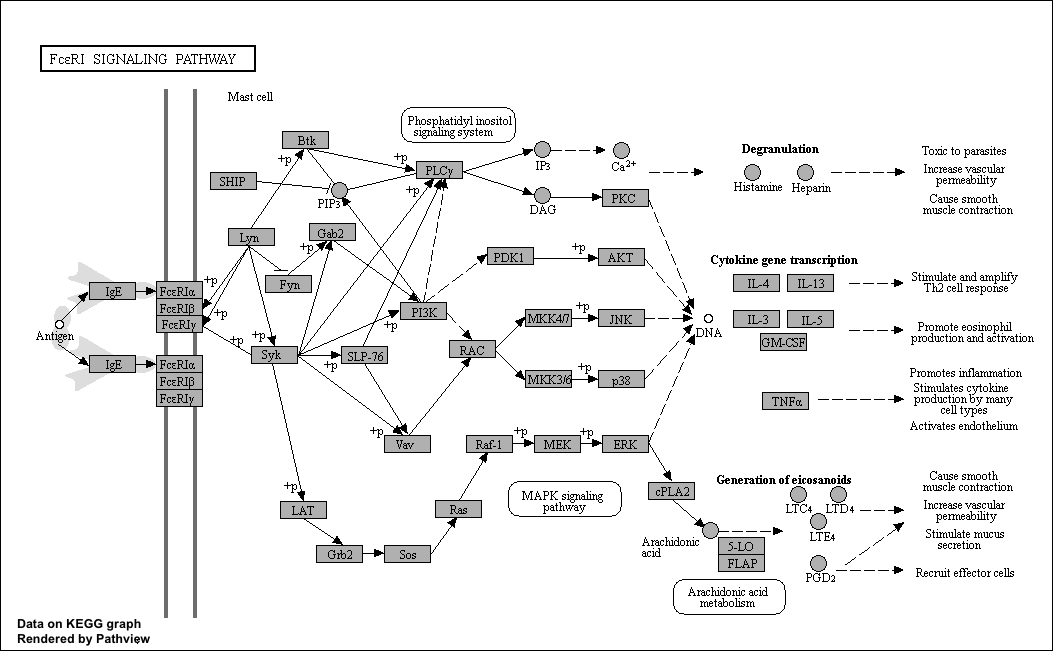 FcεRI SIGNALING PATHWAY
Mast cell
Phosphatidyl inositol
signaling system
Btk
+p
+p
PLCγ
IP3
Ca2+
SHIP
PIP3
+p
DAG
PKC
Degranulation
Histamine
Heparin
Toxic to parasites
Increase vascular
permeability
Cause smooth
muscle contraction
Lyn
Gab2
+p
Fyn
PDK1
+p
AKT
Cytokine gene transcription
IL-4
IL-13
Stimulate and amplify
Th2 cell response
IgE
FcεRIα
FcεRIβ
FcεRIγ
+p
+p
Antigen
PI3K
+p
MKK4/7
+p
JNK
DNA
IL-3
IL-5
GM-CSF
Promote eosinophil
production and activation
IgE
FcεRIα
FcεRIβ
FcεRIγ
Syk
+p
SLP-76
RAC
MKK3/6
+p
p38
TNFα
Promotes inflammation
Stimulates cytokine
production by many
cell types
Activates endothelium
+p
Vav
Raf-1
+p
MEK
+p
ERK
+p
LAT
Grb2
Sos
Ras
MAPK signaling
pathway
cPLA2
Arachidonic
acid
Generation of eicosanoids
LTC4
LTD4
LTE4
5-LO
FLAP
PGD2
Cause smooth
muscle contraction
Increase vascular
permeability
Stimulate mucus
secretion
Recruit effector cells
Arachidonic acid
metabolism
Data on KEGG graph
Rendered by Pathview